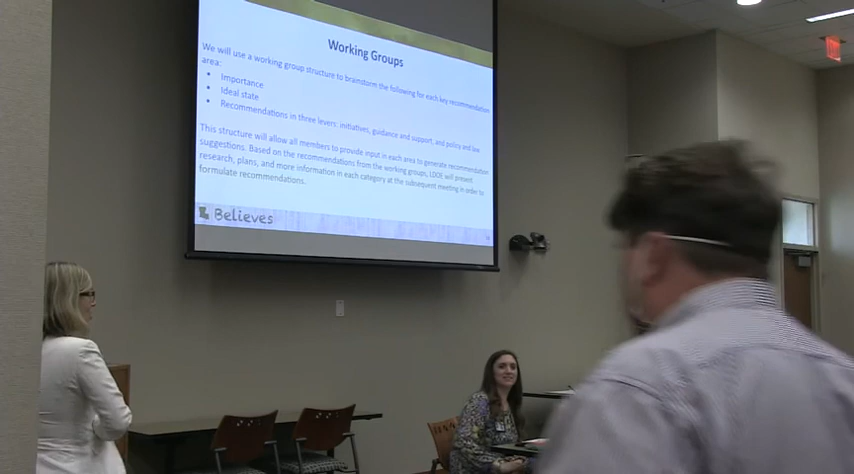 Working Groups
We will use a working group structure to brainstorm the following for each key recommendation
area:
• Importance
• Ideal state
• Recommendations in three levers: initiatives, guidance and support, and policy and law
This structure will allow all members to provide input in each area to generate recommendation
suggestions. Based on the recommendations from the working groups, LDOE will present
research, plans, and more information in each category at the subsequent meeting in order to
formulate recommendations.
Believes